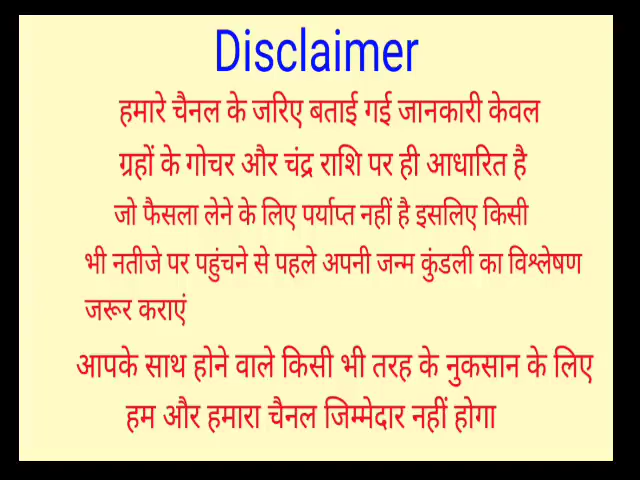 Disclaimer
हमारे चैनल के जरिए बताई गई जानकारी केवल
ग्रहों के गोचर और चंद्र राशि पर ही आधारित है
जो फैसला लेने के लिए पर्याप्त नहीं है इसलिए किसी
भी नतीजे पर पहुंचने से पहले अपनी जन्म कुंडली का विश्लेषण
जरूर कराएं
आपके साथ होने वाले किसी भी तरह के नुकसान के लिए
हम और हमारा चैनल जिम्मेदार नहीं होगा